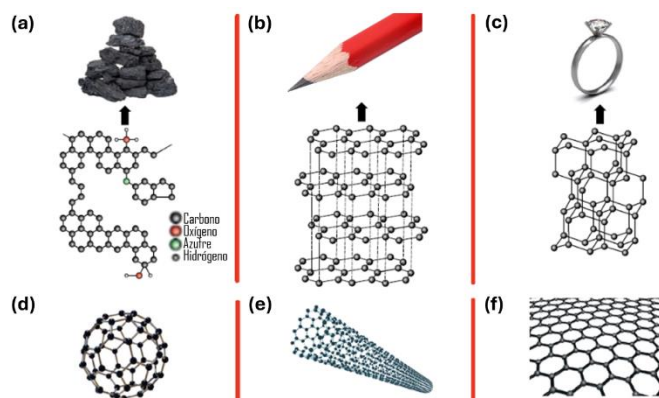 (a)
(b)
(c)
Carbono
Oxígeno
Azufre
Hidrógeno
(d)
(e)
(f)